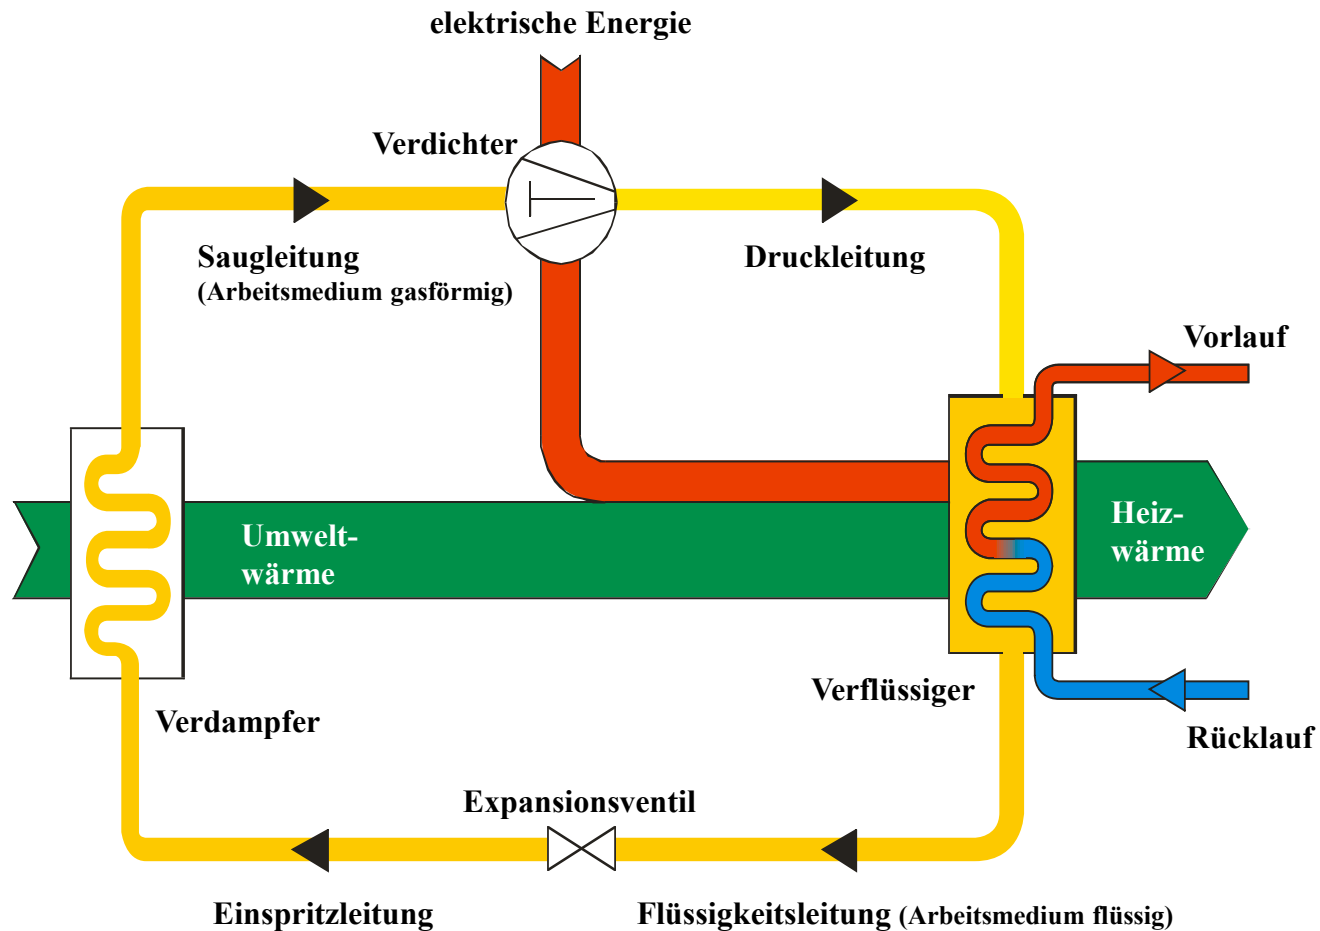 elektrische Energie
Verdichter
Saugleitung
(Arbeitsmedium gasförmig)
Druckleitung
Vorlauf
Umwelt-
wärme
Heiz-
wärme
Verflüssiger
Verdampfer
Rücklauf
Expansionsventil
Einspritzleitung
Flüssigkeitsleitung (Arbeitsmedium flüssig)